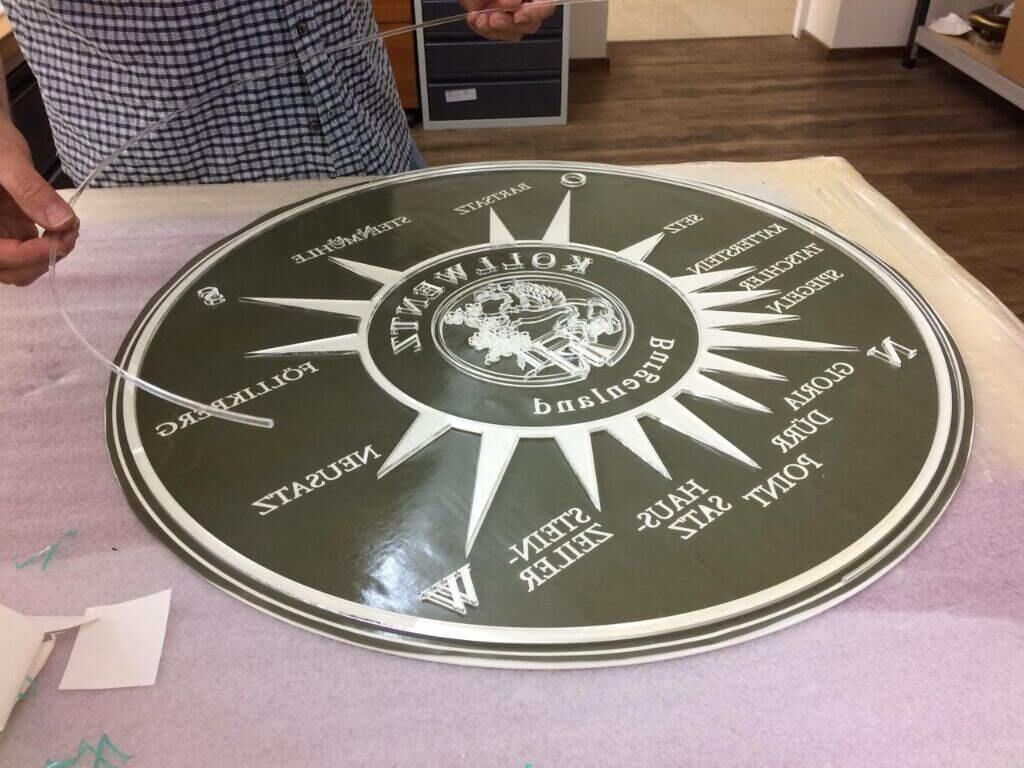 O
BARTSATZ
SETZ
STEINMÜHLE
KATTERSTEIN
TATSCHLER
SPIEGELN
S
KOLLWENTZ
Burgenland
N
GLORIA
DÜRR
POINT
FÖLLIKBERG
NEUSATZ
HAUS-
SATZ
STEIN-
ZEILER
W